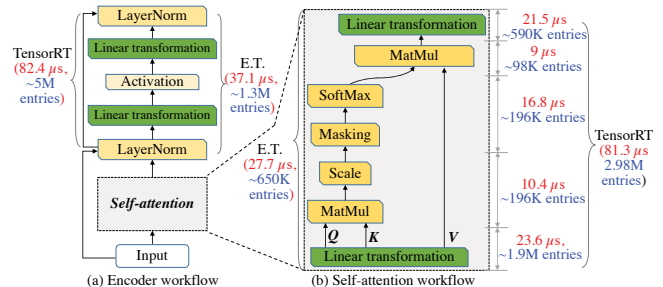 LayerNorm
Linear transformation
Activation
Linear transformation
LayerNorm
Self-attention
Input
TensorRT
(82.4 µs,
~5M
entries)
E.T.
(37.1 µs,
~1.3M
entries)
(a) Encoder workflow
Linear transformation
MatMul
SoftMax
Masking
Scale
MatMul
Q K V
Linear transformation
E.T.
(27.7 µs,
~650K
entries)
21.5 µs
~590K entries
9 µs
~98K entries
16.8 µs
~196K entries
10.4 µs
~196K entries
23.6 µs,
~1.9M entries
TensorRT
(81.3 µs
2.98M
entries)
(b) Self-attention workflow